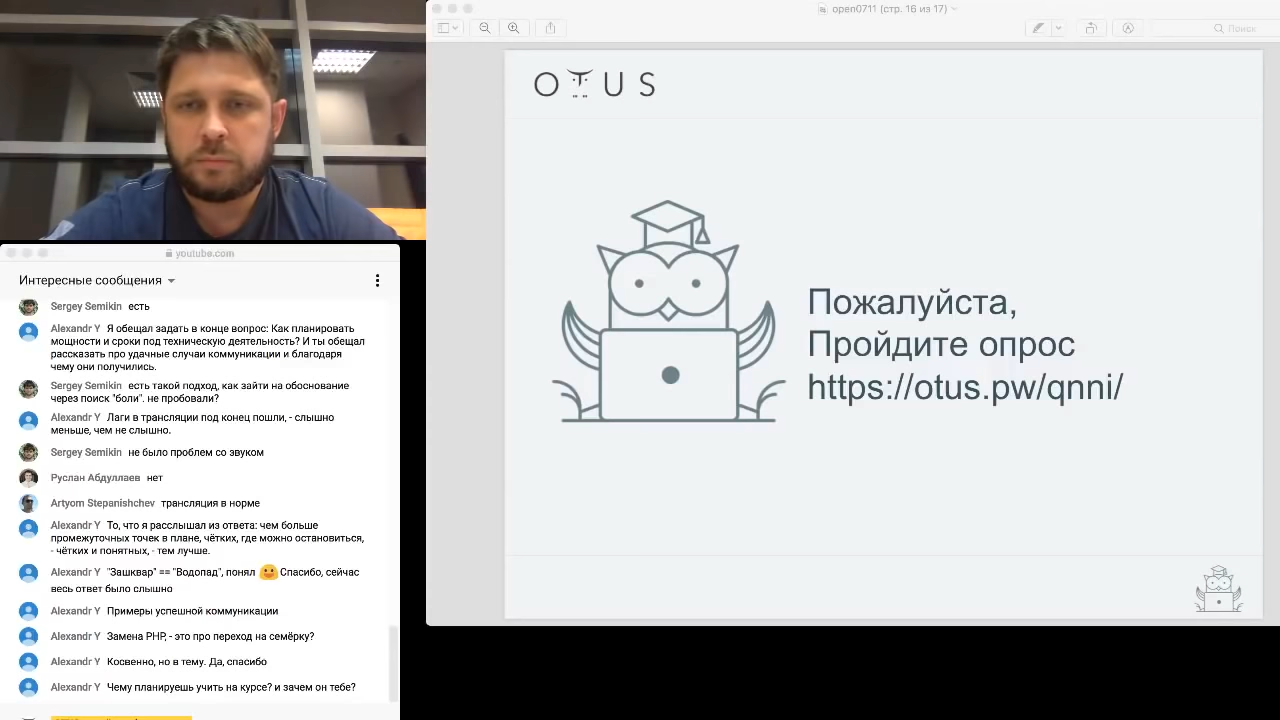 open0711 (стр. 16 из 17)
Поиск
OTUS
Пожалуйста,
Пройдите опрос
https://otus.pw/qnni/
youtube.com
Интересные сообщения
Sergey Semikin есть
Alexandr Y Я обещал задать в конце вопрос: Как планировать
мощности и сроки под техническую деятельность? И ты обещал
рассказать про удачные случаи коммуникации и благодаря
чему они получились.
Sergey Semikin есть такой подход, как зайти на обоснование
через поиск "боли". не пробовали?
Alexandr Y Лаги в трансляции под конец пошли, - слышно
меньше, чем не слышно.
Sergey Semikin не было проблем со звуком
Руслан Абдуллаев нет
Artyom Stepanishchev трансляция в норме
Alexandr Y То, что я расслышал из ответа: чем больше
промежуточных точек в плане, чётких, где можно остановиться,
- чётких и понятных, - тем лучше.
Alexandr Y "Зашквар" == "Водопад", понял Спасибо, сейчас
весь ответ было слышно
Alexandr Y Примеры успешной коммуникации
Alexandr Y Замена PHP, - это про переход на семёрку?
Alexandr Y Косвенно, но в тему. Да, спасибо
Alexandr Y Чему планируешь учить на курсе? и зачем он тебе?